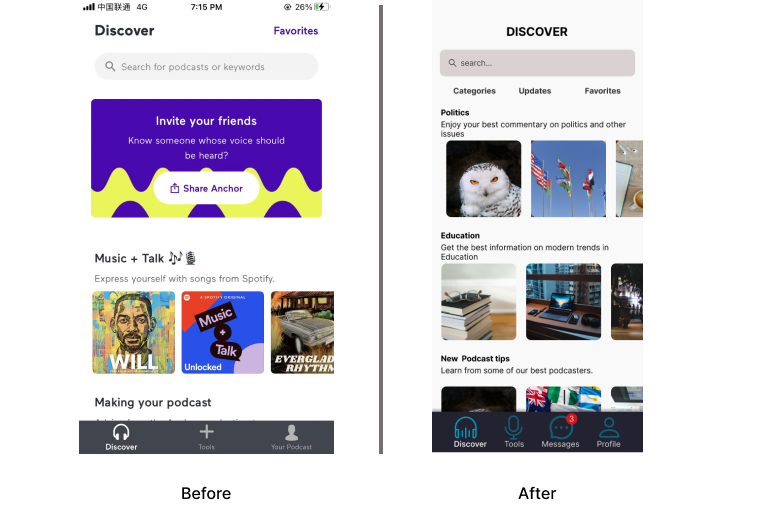 中国联通 4G
7:15 PM
26%
Discover
Favorites
Search for podcasts or keywords
Invite your friends
Know someone whose voice should
be heard?
Share Anchor
Music + Talk
Express yourself with songs from Spotify.
WILL
A SPOTIFY ORIGINAL
Music
+
Talk
Unlocked
EVERGLAD
RHYTHM
Making your podcast
Discover
Tools
Your Podcast
Before
DISCOVER
search...
Categories
Updates
Favorites
Politics
Enjoy your best commentary on politics and other
issues
Education
Get the best information on modern trends in
Education
New Podcast tips
Learn from some of our best podcasters.
3
Discover
Tools
Messages
Profile
After